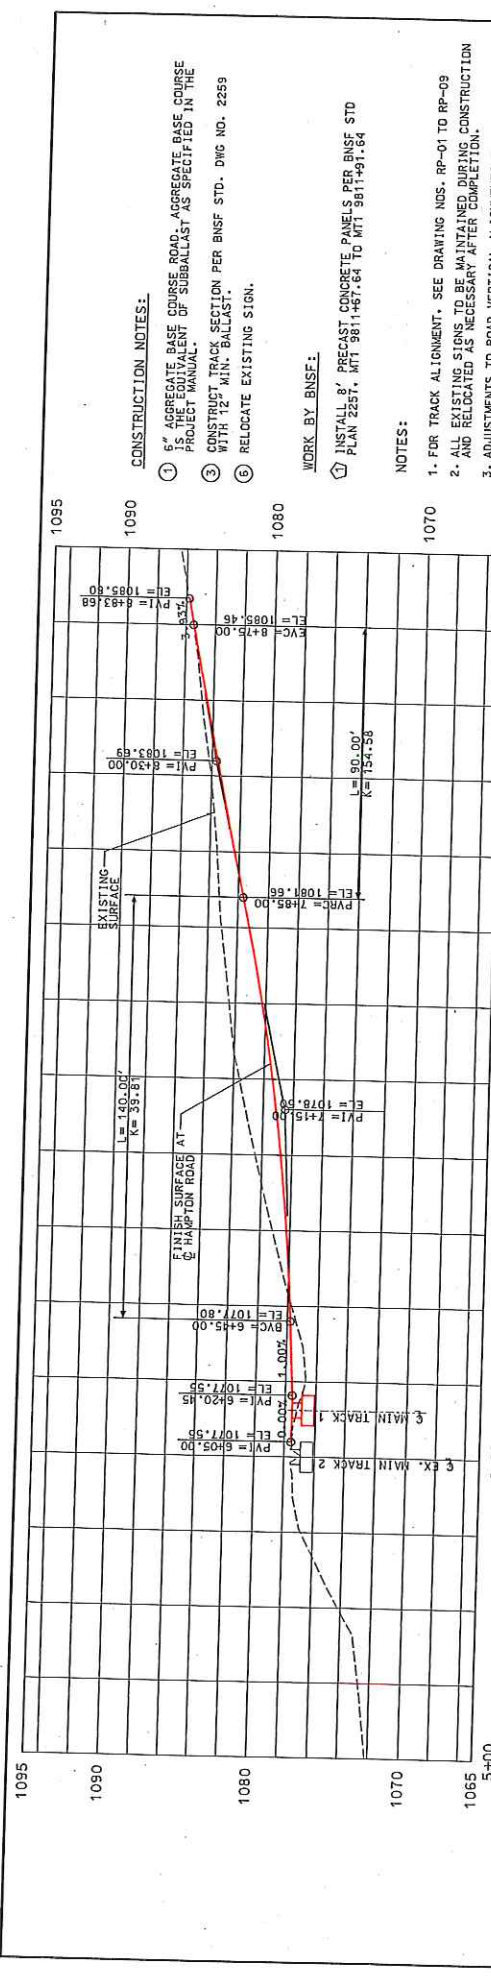 1095
1090
1080
1070
1065
5+00
PVI = 6+05.00
EL = 1077.55
PVI = 6+20.45
EL = 1077.55
1.00%
BVC = 6+45.00
EL = 1077.80
℄ EX. MAIN TRACK 2
℄ MAIN TRACK 1
L = 140.00'
K = 39.81
FINISH SURFACE AT
℄ HAMPTON ROAD
PVI = 7+15.00
EL = 1078.50
EXISTING
SURFACE
PVRC = 7+85.00
EL = 1081.66
PVI = 8+30.00
EL = 1083.69
L = 90.00'
K = 154.58
EVC = 8+75.00
EL = 1085.46
3.93%
PVI = 8+83.68
EL = 1085.80
1095
1090
1080
1070
CONSTRUCTION NOTES:
1 6" AGGREGATE BASE COURSE ROAD. AGGREGATE BASE COURSE
IS THE EQUIVALENT OF SUBBALLAST AS SPECIFIED IN THE
PROJECT MANUAL.
3 CONSTRUCT TRACK SECTION PER BNSF STD. DWG NO. 2259
WITH 12" MIN. BALLAST.
6 RELOCATE EXISTING SIGN.
WORK BY BNSF:
1 INSTALL 8' PRECAST CONCRETE PANELS PER BNSF STD
PLAN 2257. MT1 9811+67.64 TO MT1 9811+91.64
NOTES:
1. FOR TRACK ALIGNMENT, SEE DRAWING NOS. RP-01 TO RP-09
2. ALL EXISTING SIGNS TO BE MAINTAINED DURING CONSTRUCTION
AND RELOCATED AS NECESSARY AFTER COMPLETION.
3. ADJUSTMENTS TO ROAD VERTICAL